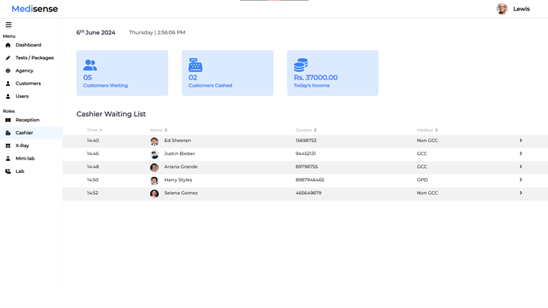 Medisense
Lewis
6th June 2024 Thursday | 2:56:06 PM
Menu
Dashboard
Tests / Packages
Agency
Customers
Users
Roles
Reception
Cashier
X-Ray
Mini-lab
Lab
05
Customers Waiting
02
Customers Cashed
Rs. 37000.00
Today's Income
Cashier Waiting List
Time Name Contact Medical
14:40 Ed Sheeran 15698753 Non GCC
14:46 Justin Bieber 94452131 GCC
14:48 Ariana Grande 89798755 GCC
14:50 Harry Styles 8987946465 OPD
14:52 Selena Gomez 465649879 Non GCC